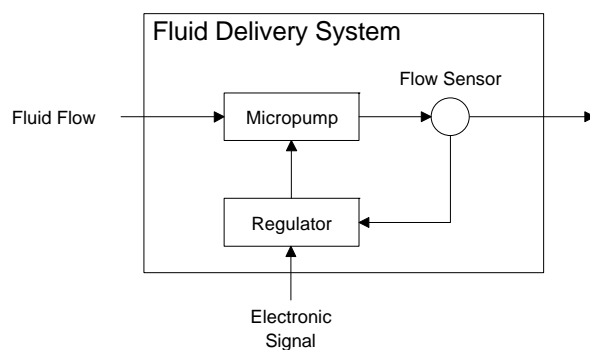 Fluid Delivery System
Flow Sensor
Fluid Flow
Micropump
Regulator
Electronic
Signal